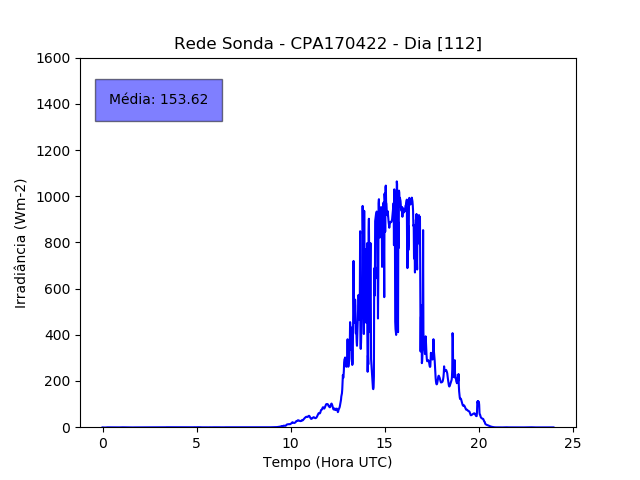 Rede Sonda - CPA170422 - Dia [112]
1600
1400
1200
1000
800
600
400
200
0
Média: 153.62
Irradiância (Wm-2)
0 5 10 15 20 25
Tempo (Hora UTC)